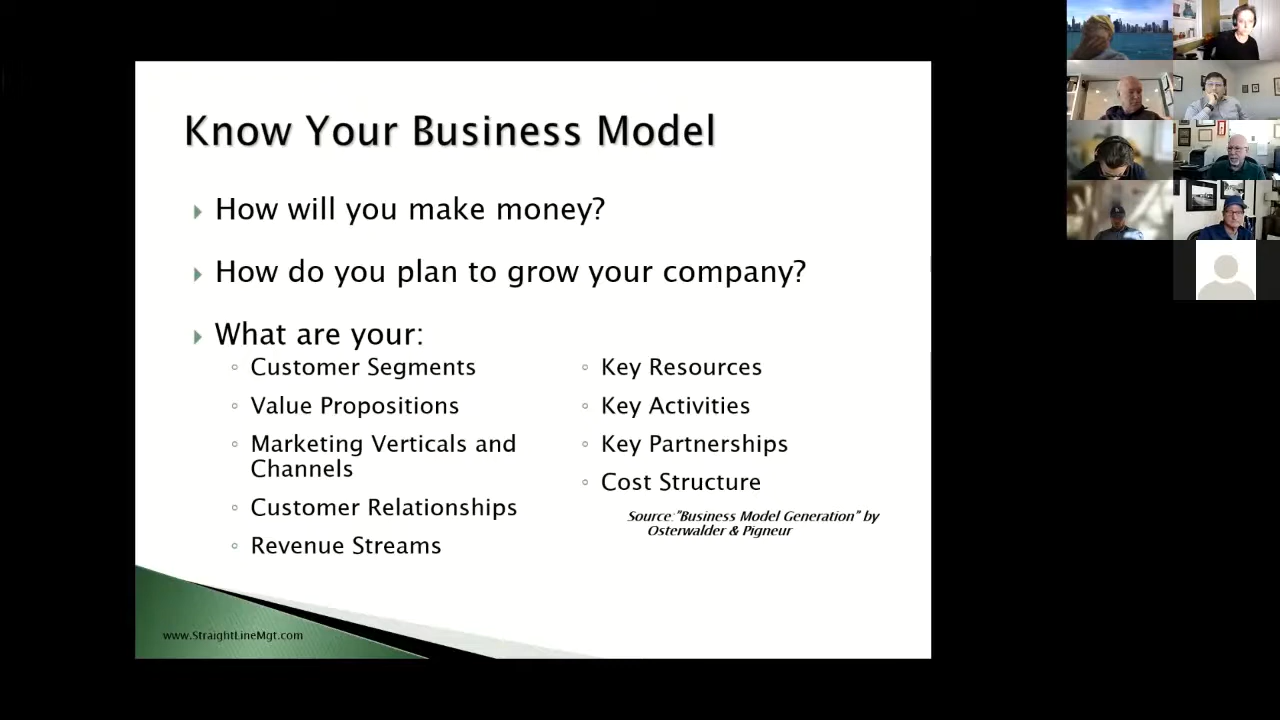 Know Your Business Model
How will you make money?
How do you plan to grow your company?
What are your:
Customer Segments
Value Propositions
Marketing Verticals and
Channels
Customer Relationships
Revenue Streams
Key Resources
Key Activities
Key Partnerships
Cost Structure
Source:"Business Model Generation" by
Osterwalder & Pigneur
www.StraightLineMgt.com